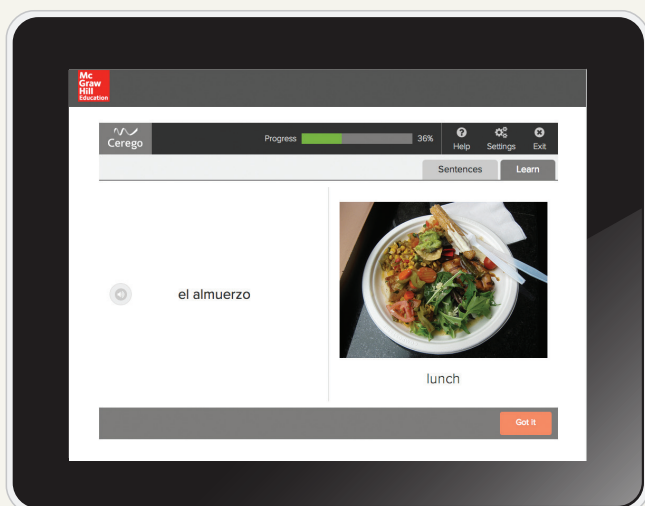 Mc
Graw
Hill
Education
Cerego
Progress
36%
Help
Settings
Exit
Sentences
Learn
el almuerzo
lunch
Got it